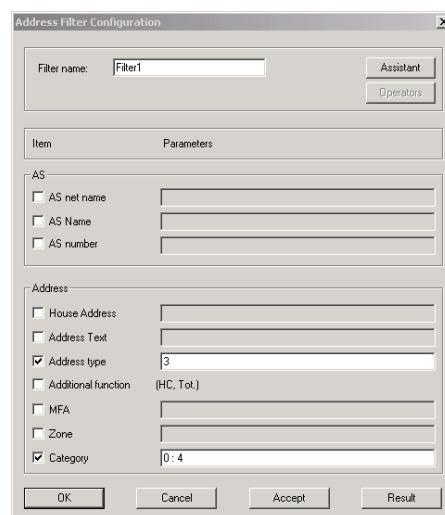 Address Filter Configuration
Filter name: Filter1 Assistant
Operators
Item Parameters
AS
AS net name
AS Name
AS number
Address
House Address
Address Text
Address type 3
Additional function (HC, Tot.)
MFA
Zone
Category 0 : 4
OK Cancel Accept Result